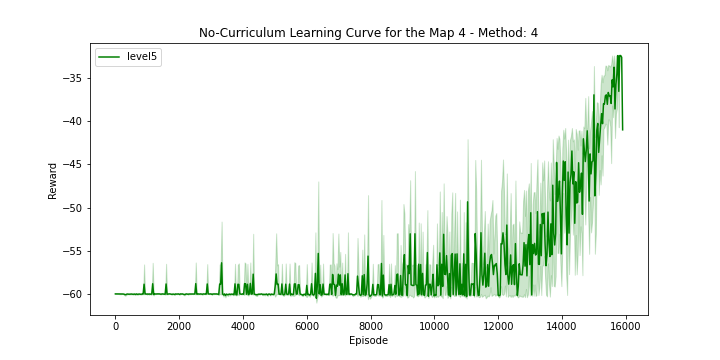 No-Curriculum Learning Curve for the Map 4 - Method: 4
level5
−35
−40
−45
−50
−55
−60
Reward
0 2000 4000 6000 8000 10000 12000 14000 16000
Episode